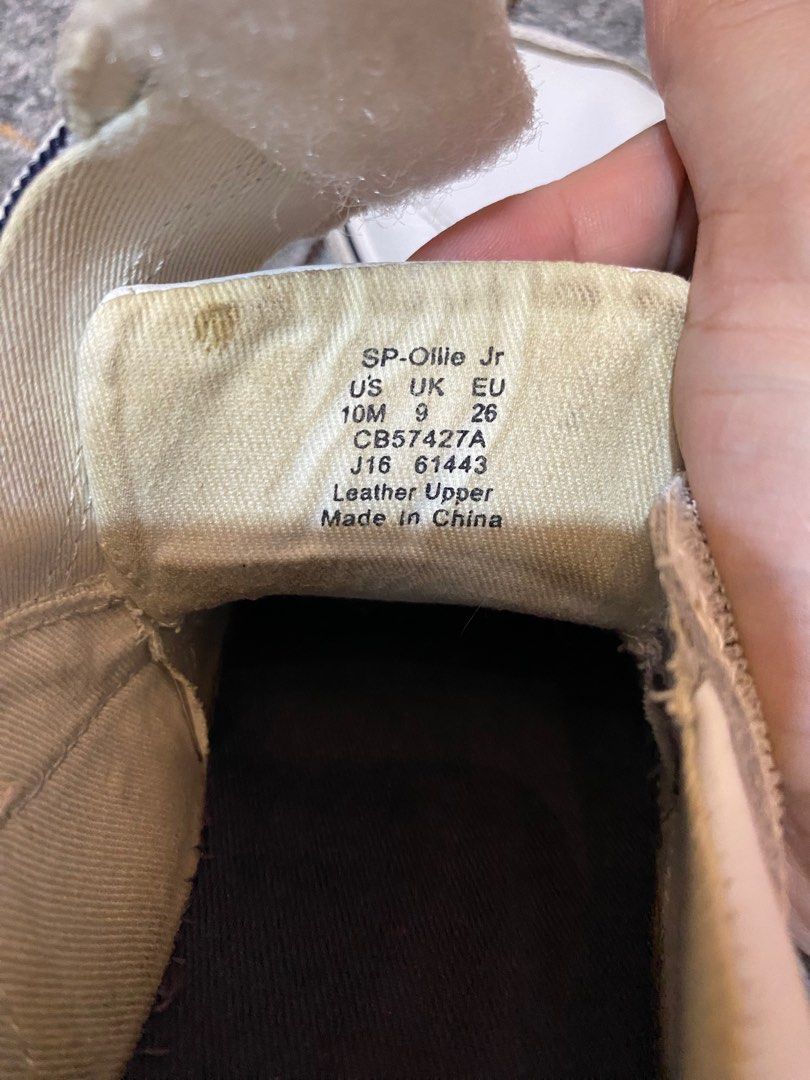 SP-Ollie Jr
US UK EU
10M 9 26
CB57427A
J16 61443
Leather Upper
Made in China